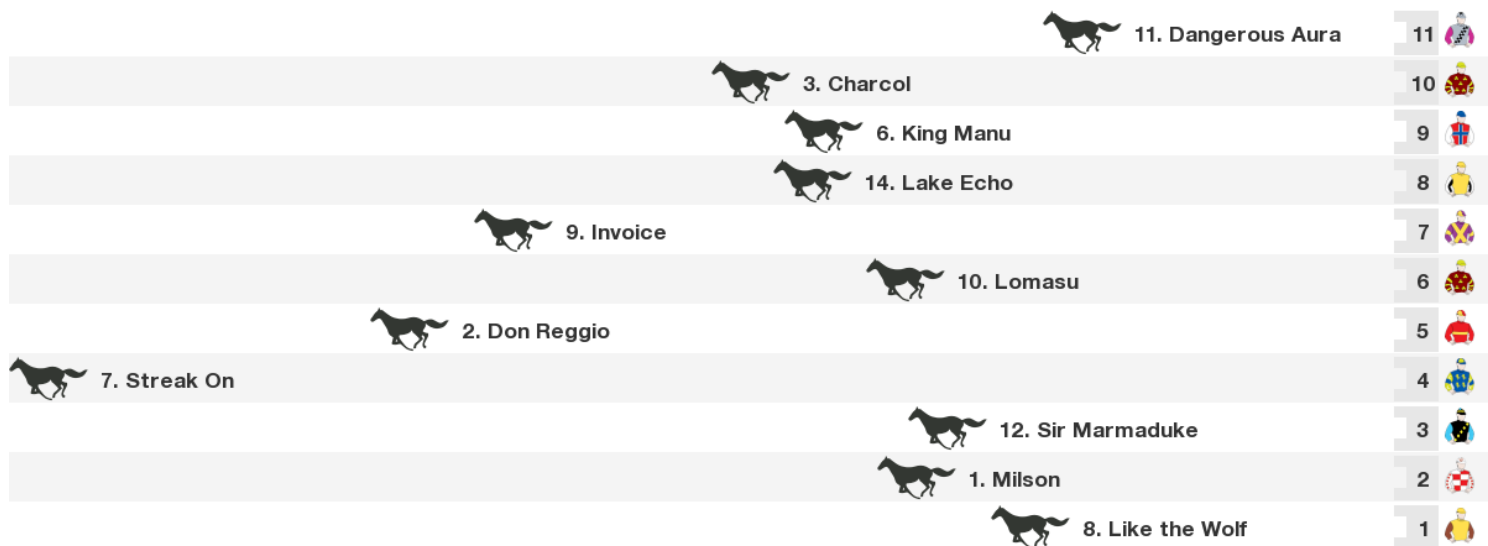 11. Dangerous Aura 11
3. Charcol 10
6. King Manu 9
14. Lake Echo 8
9. Invoice 7
10. Lomasu 6
2. Don Reggio 5
7. Streak On 4
12. Sir Marmaduke 3
1. Milson 2
8. Like the Wolf 1